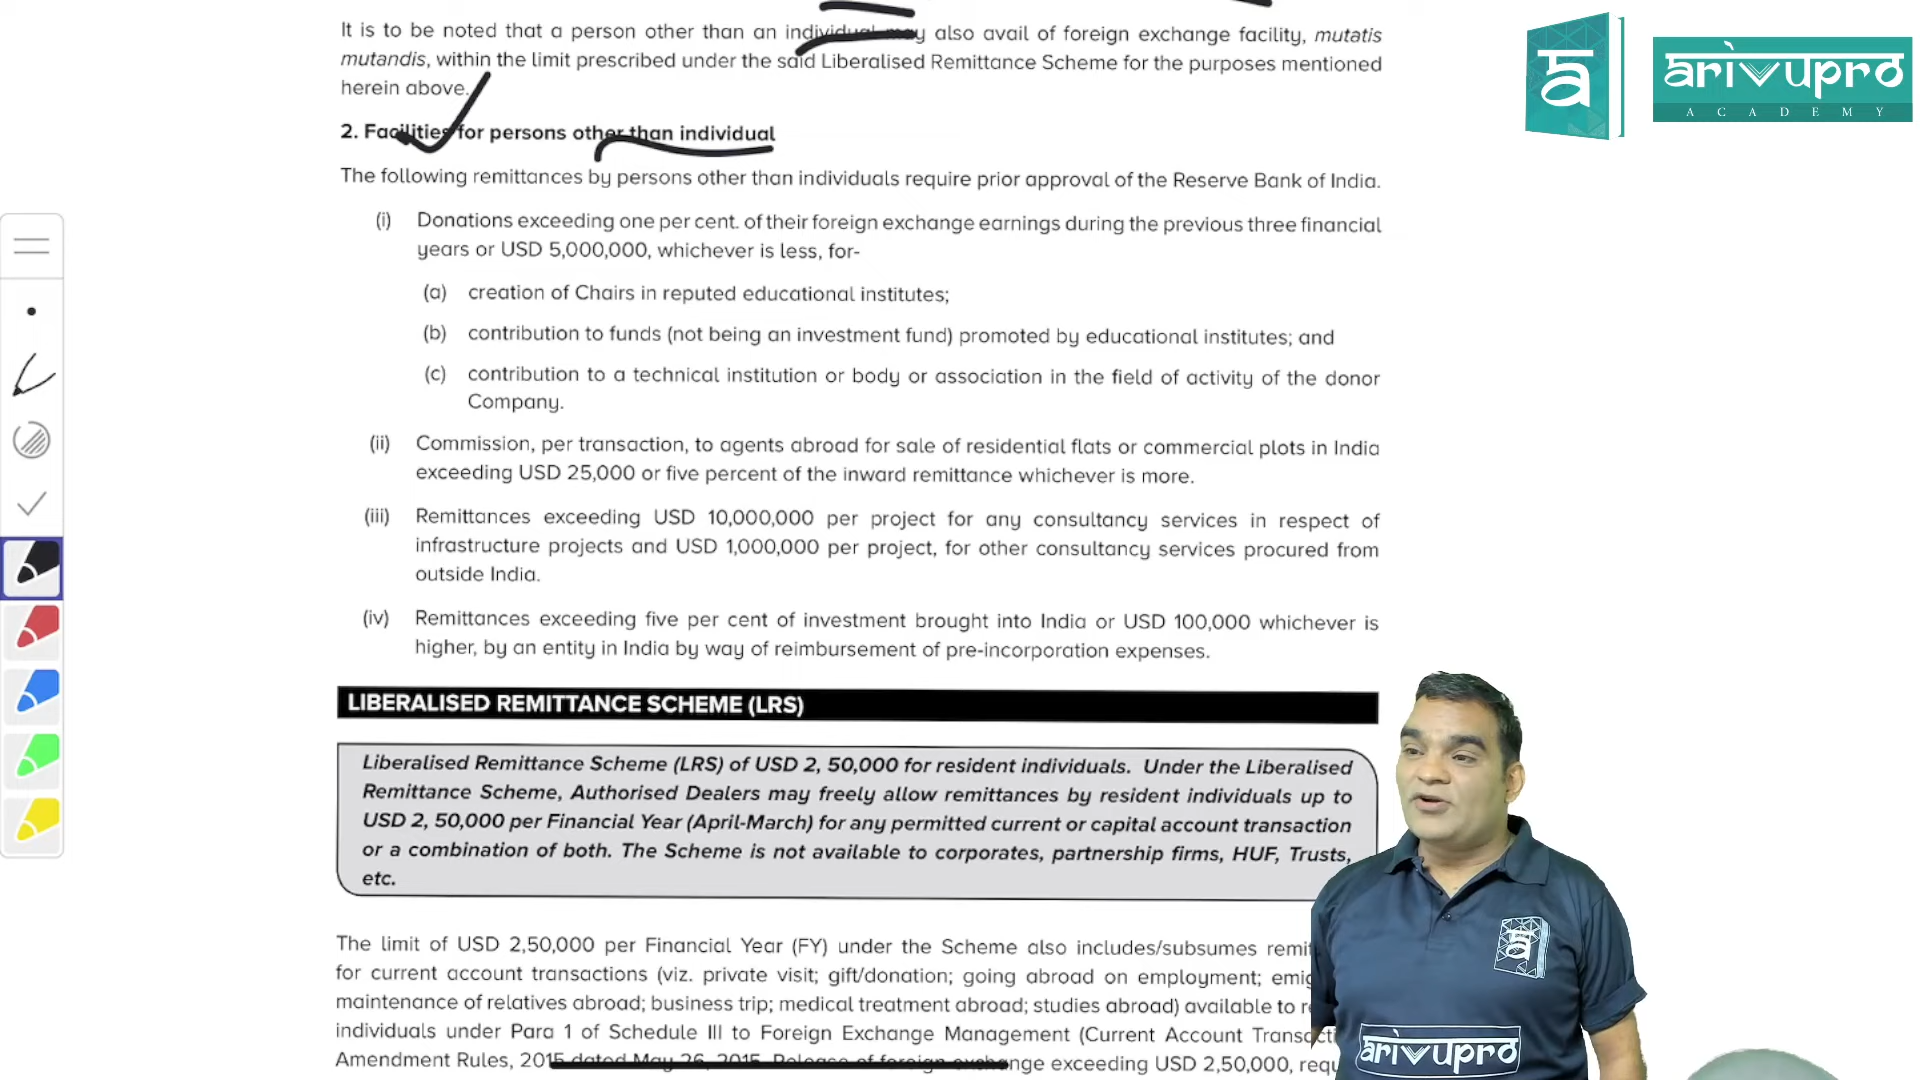 It is to be noted that a person other than an individual may also avail of foreign exchange facility, mutatis
mutandis, within the limit prescribed under the said Liberalised Remittance Scheme for the purposes mentioned
herein above.
2. Facilities for persons other than individual
The following remittances by persons other than individuals require prior approval of the Reserve Bank of India.
(i) Donations exceeding one per cent. of their foreign exchange earnings during the previous three financial
years or USD 5,000,000, whichever is less, for-
(a) creation of Chairs in reputed educational institutes;
(b) contribution to funds (not being an investment fund) promoted by educational institutes; and
(c) contribution to a technical institution or body or association in the field of activity of the donor
Company.
(ii) Commission, per transaction, to agents abroad for sale of residential flats or commercial plots in India
exceeding USD 25,000 or five percent of the inward remittance whichever is more.
(iii) Remittances exceeding USD 10,000,000 per project for any consultancy services in respect of
infrastructure projects and USD 1,000,000 per project, for other consultancy services procured from
outside India.
(iv) Remittances exceeding five per cent of investment brought into India or USD 100,000 whichever is
higher, by an entity in India by way of reimbursement of pre-incorporation expenses.
LIBERALISED REMITTANCE SCHEME (LRS)
Liberalised Remittance Scheme (LRS) of USD 2, 50,000 for resident individuals. Under the Liberalised
Remittance Scheme, Authorised Dealers may freely allow remittances by resident individuals up to
USD 2, 50,000 per Financial Year (April-March) for any permitted current or capital account transaction
or a combination of both. The Scheme is not available to corporates, partnership firms, HUF, Trusts,
etc.
The limit of USD 2,50,000 per Financial Year (FY) under the Scheme also includes/subsumes remit
for current account transactions (viz. private visit; gift/donation; going abroad on employment; emig
maintenance of relatives abroad; business trip; medical treatment abroad; studies abroad) available to r
individuals under Para 1 of Schedule III to Foreign Exchange Management (Current Account Transact
Amendment Rules, 2015 dated May 26, 2015. Release of foreign exchange exceeding USD 2,50,000, requ
arivupro
ACADEMY
arivupro